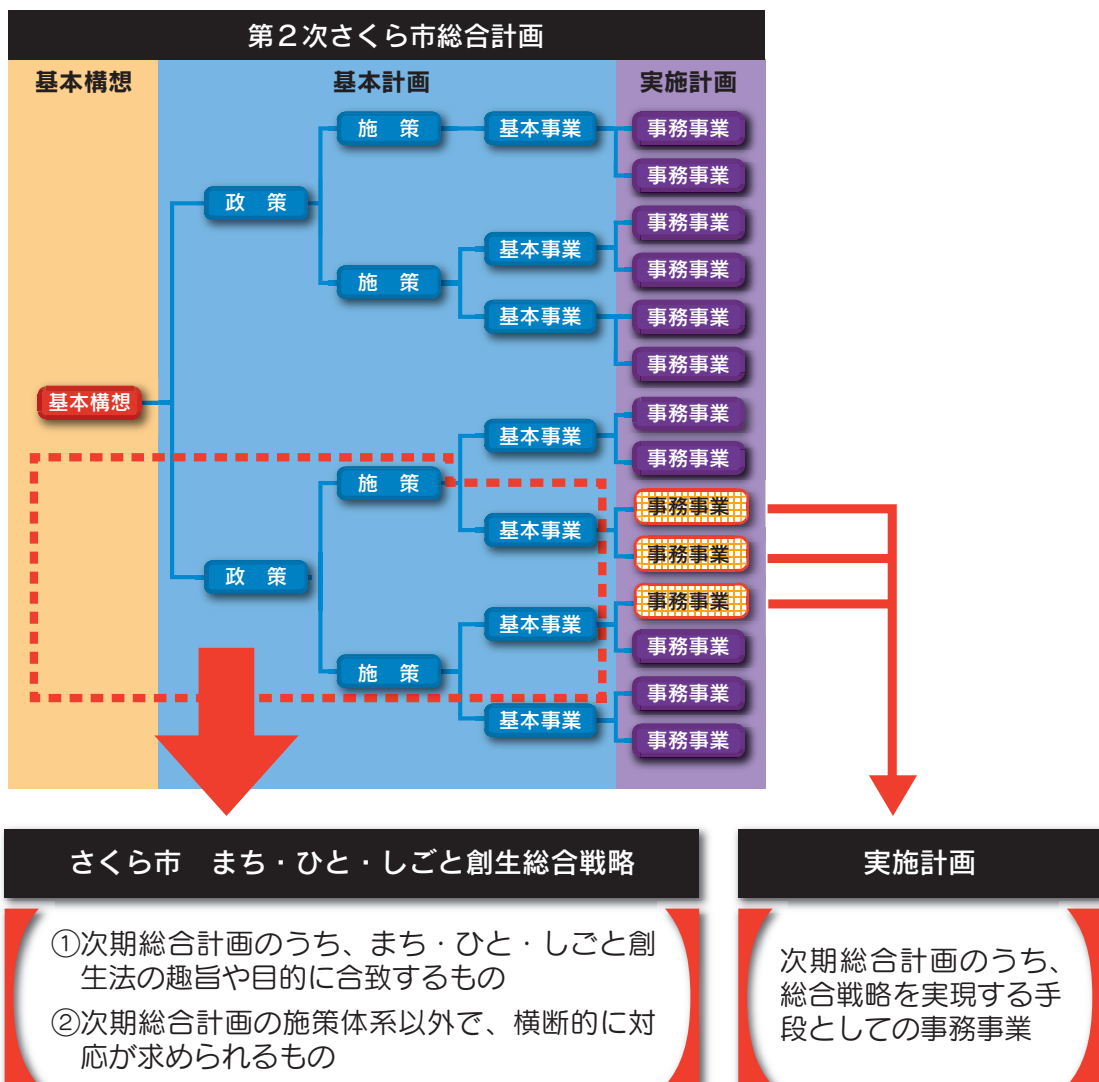 第２次さくら市総合計画
基本構想
基本計画
実施計画
施　策
基本事業
事務事業
事務事業
政　策
事務事業
基本事業
事務事業
施　策
基本事業
事務事業
事務事業
基本構想
事務事業
基本事業
事務事業
施　策
事務事業
基本事業
事務事業
政　策
事務事業
基本事業
事務事業
施　策
事務事業
基本事業
事務事業
さくら市　まち・ひと・しごと創生総合戦略
①次期総合計画のうち、まち・ひと・しごと創
生法の趣旨や目的に合致するもの
②次期総合計画の施策体系以外で、横断的に対
応が求められるもの
実施計画
次期総合計画のうち、
総合戦略を実現する手
段としての事務事業